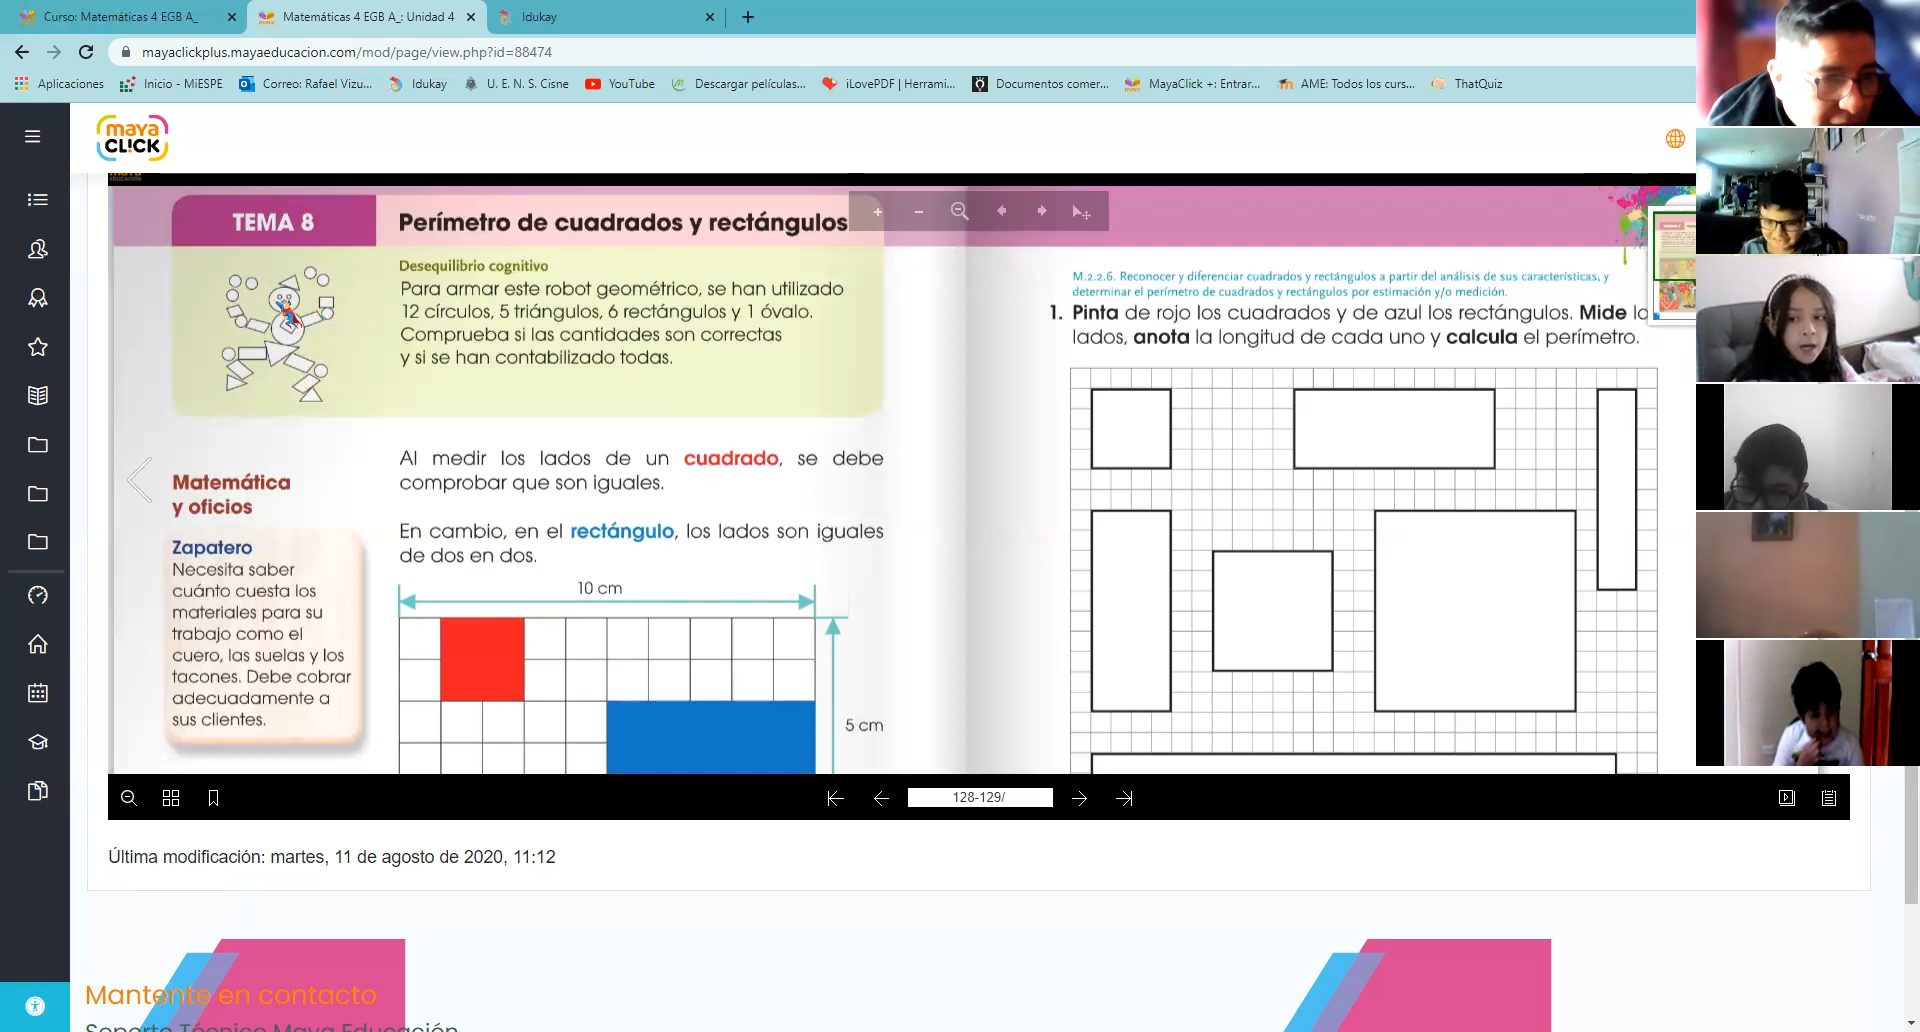 Curso: Matemáticas 4 EGB A_
Matemáticas 4 EGB A_: Unidad 4
Idukay
mayaclickplus.mayaeducacion.com/mod/page/view.php?id=88474
Aplicaciones
Inicio - MiESPE
Correo: Rafael Vizu...
Idukay
U. E. N. S. Cisne
YouTube
Descargar películas...
iLovePDF | Herrami...
Documentos comer...
MayaClick +: Entrar...
AME: Todos los curs...
ThatQuiz
maya
CL!CK
TEMA 8
Perímetro de cuadrados y rectángulos
Desequilibrio cognitivo
Para armar este robot geométrico, se han utilizado
12 círculos, 5 triángulos, 6 rectángulos y 1 óvalo.
Comprueba si las cantidades son correctas
y si se han contabilizado todas.
Matemática
y oficios
Zapatero
Necesita saber
cuánto cuesta los
materiales para su
trabajo como el
cuero, las suelas y los
tacones. Debe cobrar
adecuadamente a
sus clientes.
Al medir los lados de un cuadrado, se debe
comprobar que son iguales.
En cambio, en el rectángulo, los lados son iguales
de dos en dos.
10 cm
5 cm
M.2.2.6. Reconocer y diferenciar cuadrados y rectángulos a partir del análisis de sus características, y
determinar el perímetro de cuadrados y rectángulos por estimación y/o medición.
1. Pinta de rojo los cuadrados y de azul los rectángulos. Mide lo
lados, anota la longitud de cada uno y calcula el perímetro.
128-129/
Última modificación: martes, 11 de agosto de 2020, 11:12
Mantente en contacto
Soporte Técnico Maya Educación